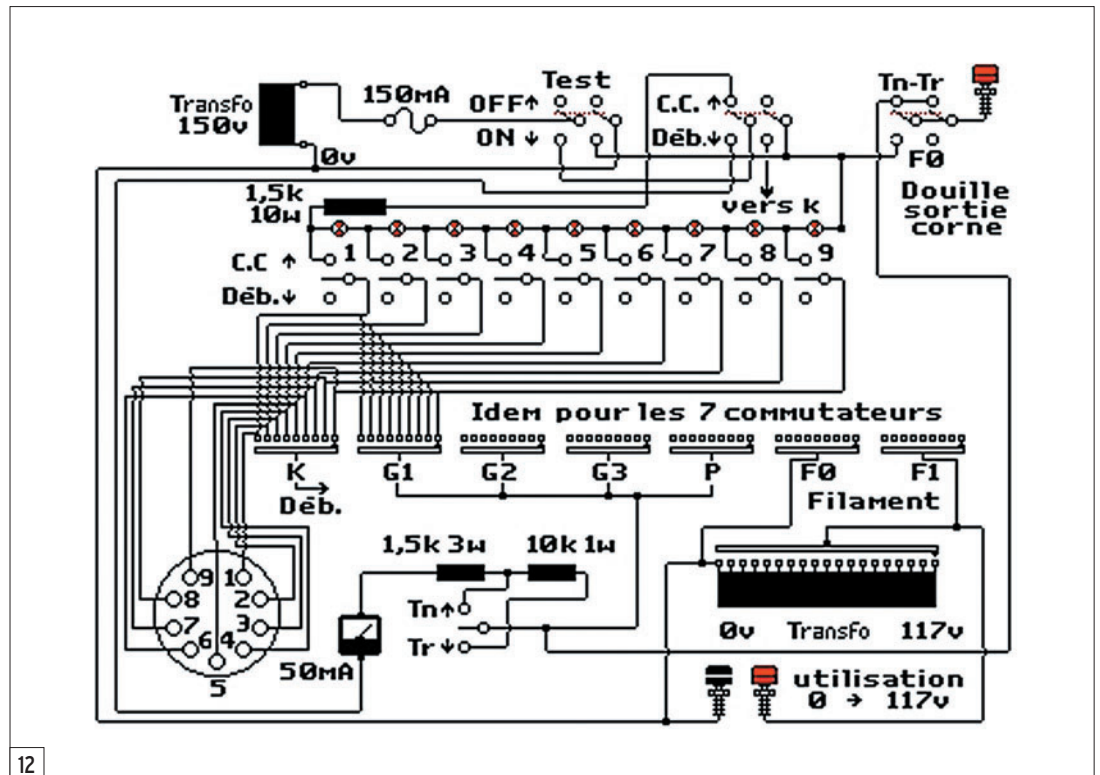 Test
Tn-Tr
Transfo
150v
150mA
OFF↑
ON ↓
C.C. ↑
Déb.↓
0v
F0
1,5k
10w
vers k
Douille
sortie
corne
1 2 3 4 5 6 7 8 9
C.C ↑
Déb.↓
Idem pour les 7 commutateurs
K G1 G2 G3 P F0 F1
Déb.
Filament
1,5k 3w 10k 1w
9 1
8 2
7 3
6 4
5
Tn↑
Tr↓
50mA
0v Transfo 117v
utilisation
0 → 117v
12